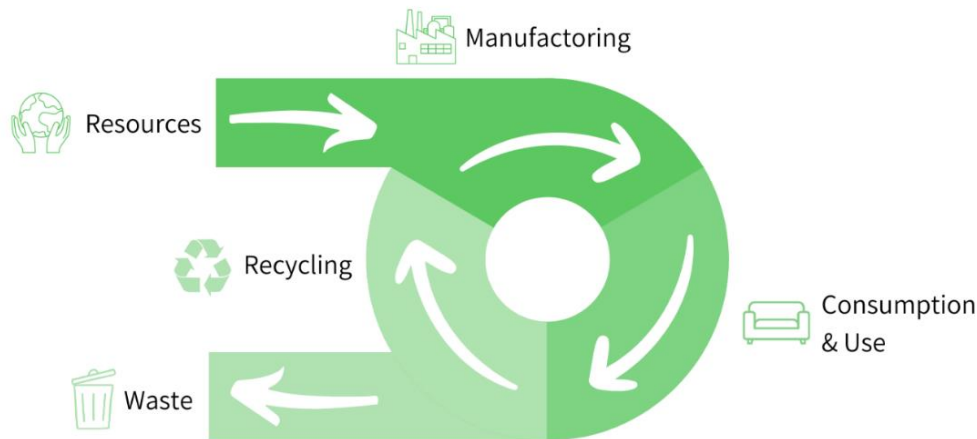 Manufactoring
Resources
Recycling
Consumption
& Use
Waste